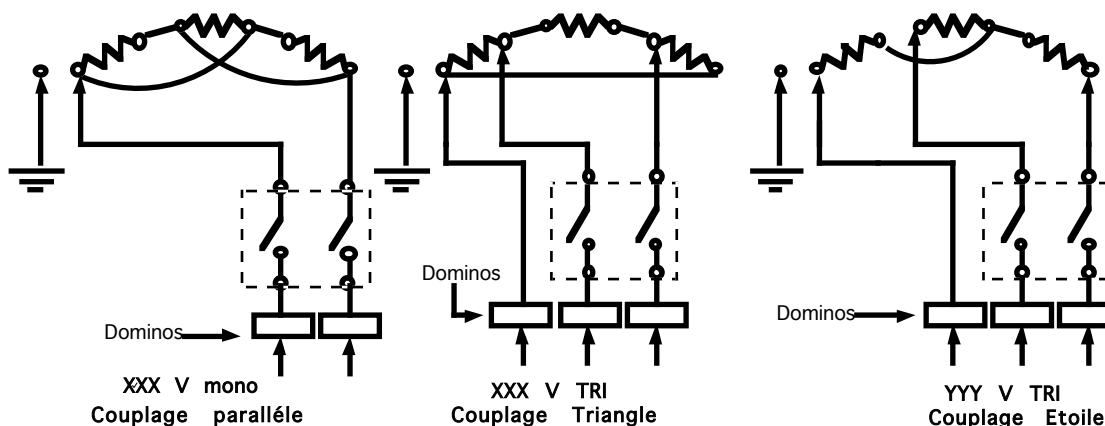 Dominos
XXX V mono
Couplage paralléle
Dominos
XXX V TRI
Couplage Triangle
Dominos
YYY V TRI
Couplage Etoile